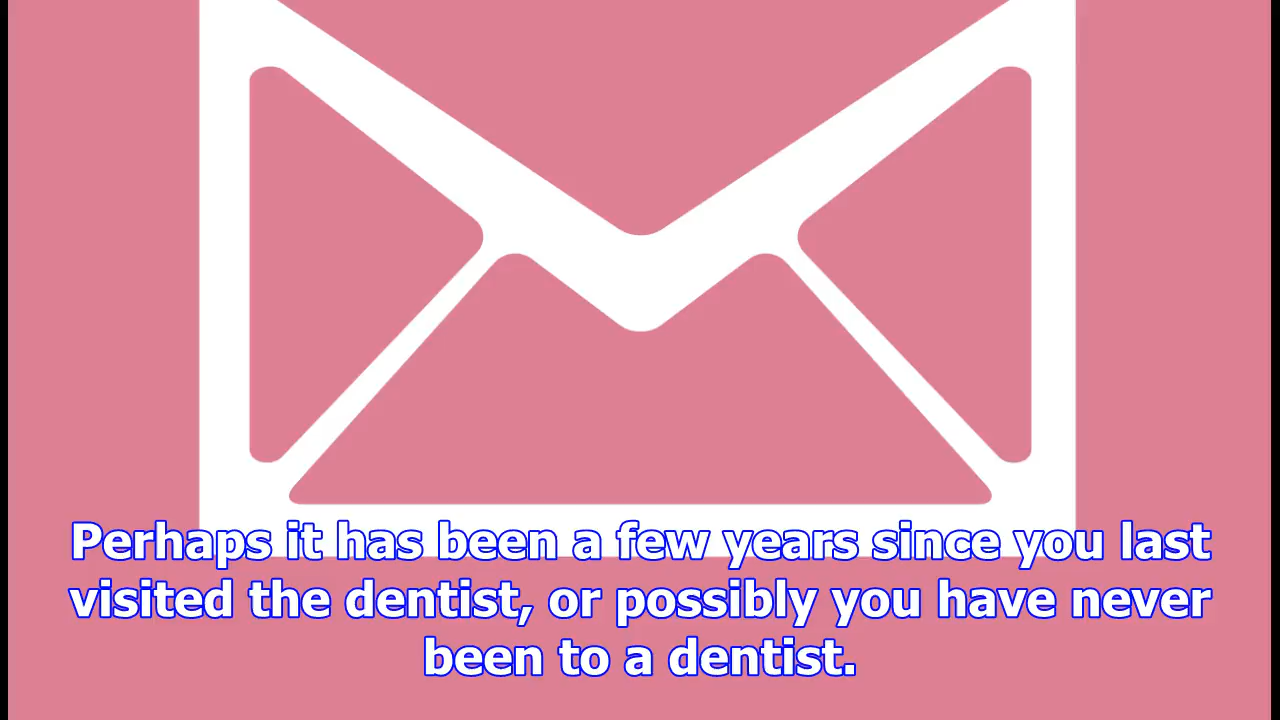 Perhaps it has been a few years since you last
visited the dentist, or possibly you have never
been to a dentist.